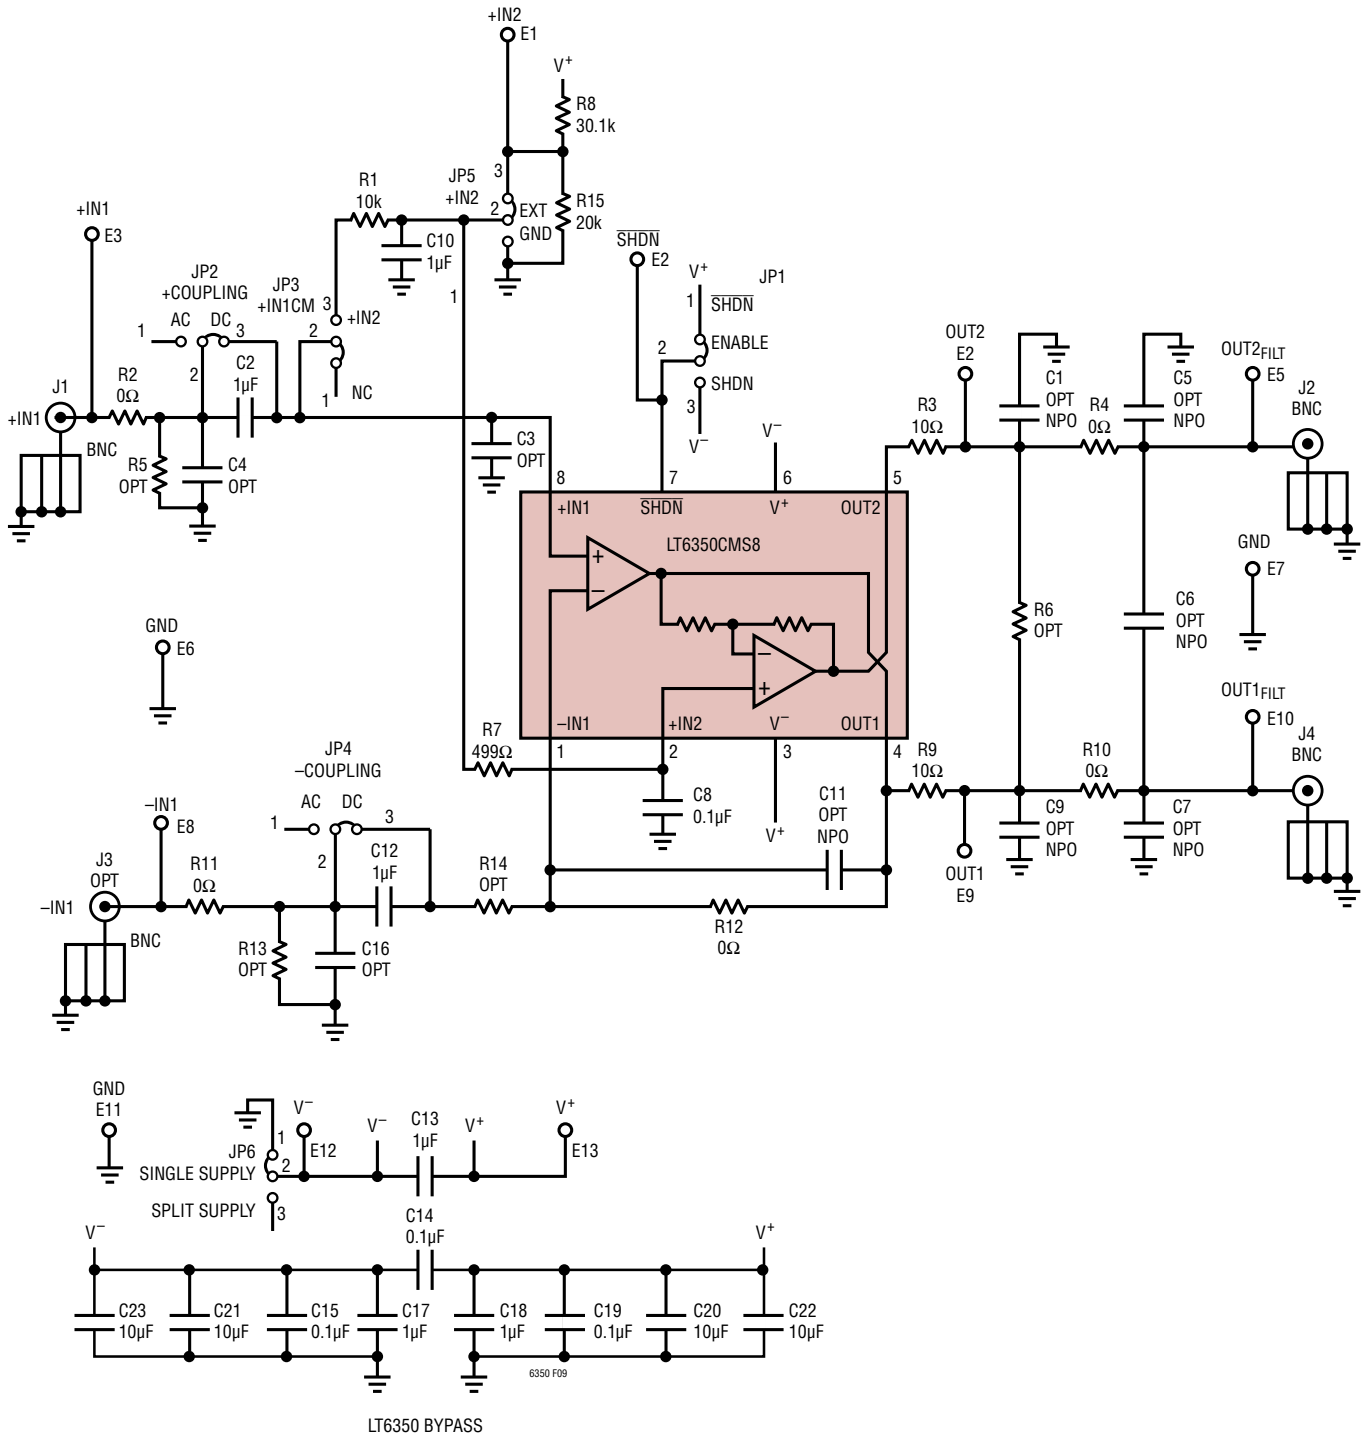 +IN2
E1
V+
R8
30.1k
3
JP5
+IN2
2
EXT
GND
R15
20k
R1
10k
C10
1µF
+IN1
E3
JP2
+COUPLING
1
AC
DC
3
2
JP3
+IN1CM
3
+IN2
2
1
NC
1
SHDN
E2
V+
JP1
1
SHDN
2
ENABLE
SHDN
3
V−
J1
+IN1
BNC
R2
0Ω
C2
1µF
R5
OPT
C4
OPT
C3
OPT
V−
8
7
6
5
+IN1
SHDN
V+
OUT2
LT6350CMS8
+
−
−
+
−IN1
+IN2
V−
OUT1
1
2
3
4
V+
R3
10Ω
OUT2
E2
C1
OPT
NPO
R4
0Ω
C5
OPT
NPO
OUT2FILT
E5
J2
BNC
GND
E7
R6
OPT
C6
OPT
NPO
OUT1FILT
E10
J4
BNC
R9
10Ω
R10
0Ω
C9
OPT
NPO
C7
OPT
NPO
OUT1
E9
GND
E6
R7
499Ω
C8
0.1µF
C11
OPT
NPO
JP4
−COUPLING
1
AC
DC
3
2
−IN1
E8
J3
OPT
−IN1
BNC
R11
0Ω
C12
1µF
R14
OPT
R13
OPT
C16
OPT
R12
0Ω
GND
E11
JP6
1
2
SINGLE SUPPLY
SPLIT SUPPLY
3
V−
E12
V−
C13
1µF
V+
V+
E13
V−
C14
0.1µF
V+
C23
10µF
C21
10µF
C15
0.1µF
C17
1µF
C18
1µF
C19
0.1µF
C20
10µF
C22
10µF
6350 F09
LT6350 BYPASS